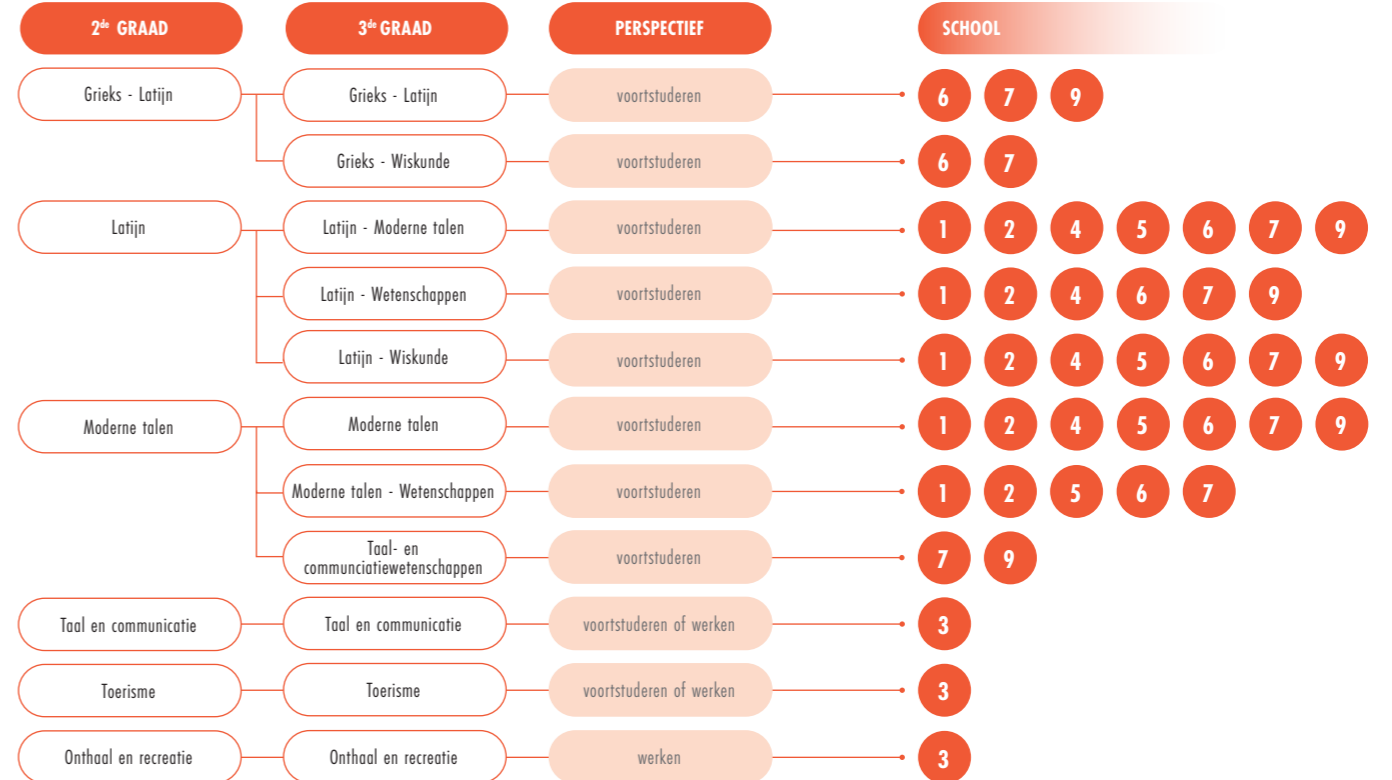 2de GRAAD 3de GRAAD PERSPECTIEF SCHOOL
Grieks - Latijn Grieks - Latijn voortstuderen 6 7 9
Grieks - Wiskunde voortstuderen 6 7
Latijn Latijn - Moderne talen voortstuderen 1 2 4 5 6 7 9
Latijn - Wetenschappen voortstuderen 1 2 4 6 7 9
Latijn - Wiskunde voortstuderen 1 2 4 5 6 7 9
Moderne talen Moderne talen voortstuderen 1 2 4 5 6 7 9
Moderne talen - Wetenschappen voortstuderen 1 2 5 6 7
Taal- en
communciatiewetenschappen voortstuderen 7 9
Taal en communicatie Taal en communicatie voortstuderen of werken 3
Toerisme Toerisme voortstuderen of werken 3
Onthaal en recreatie Onthaal en recreatie werken 3